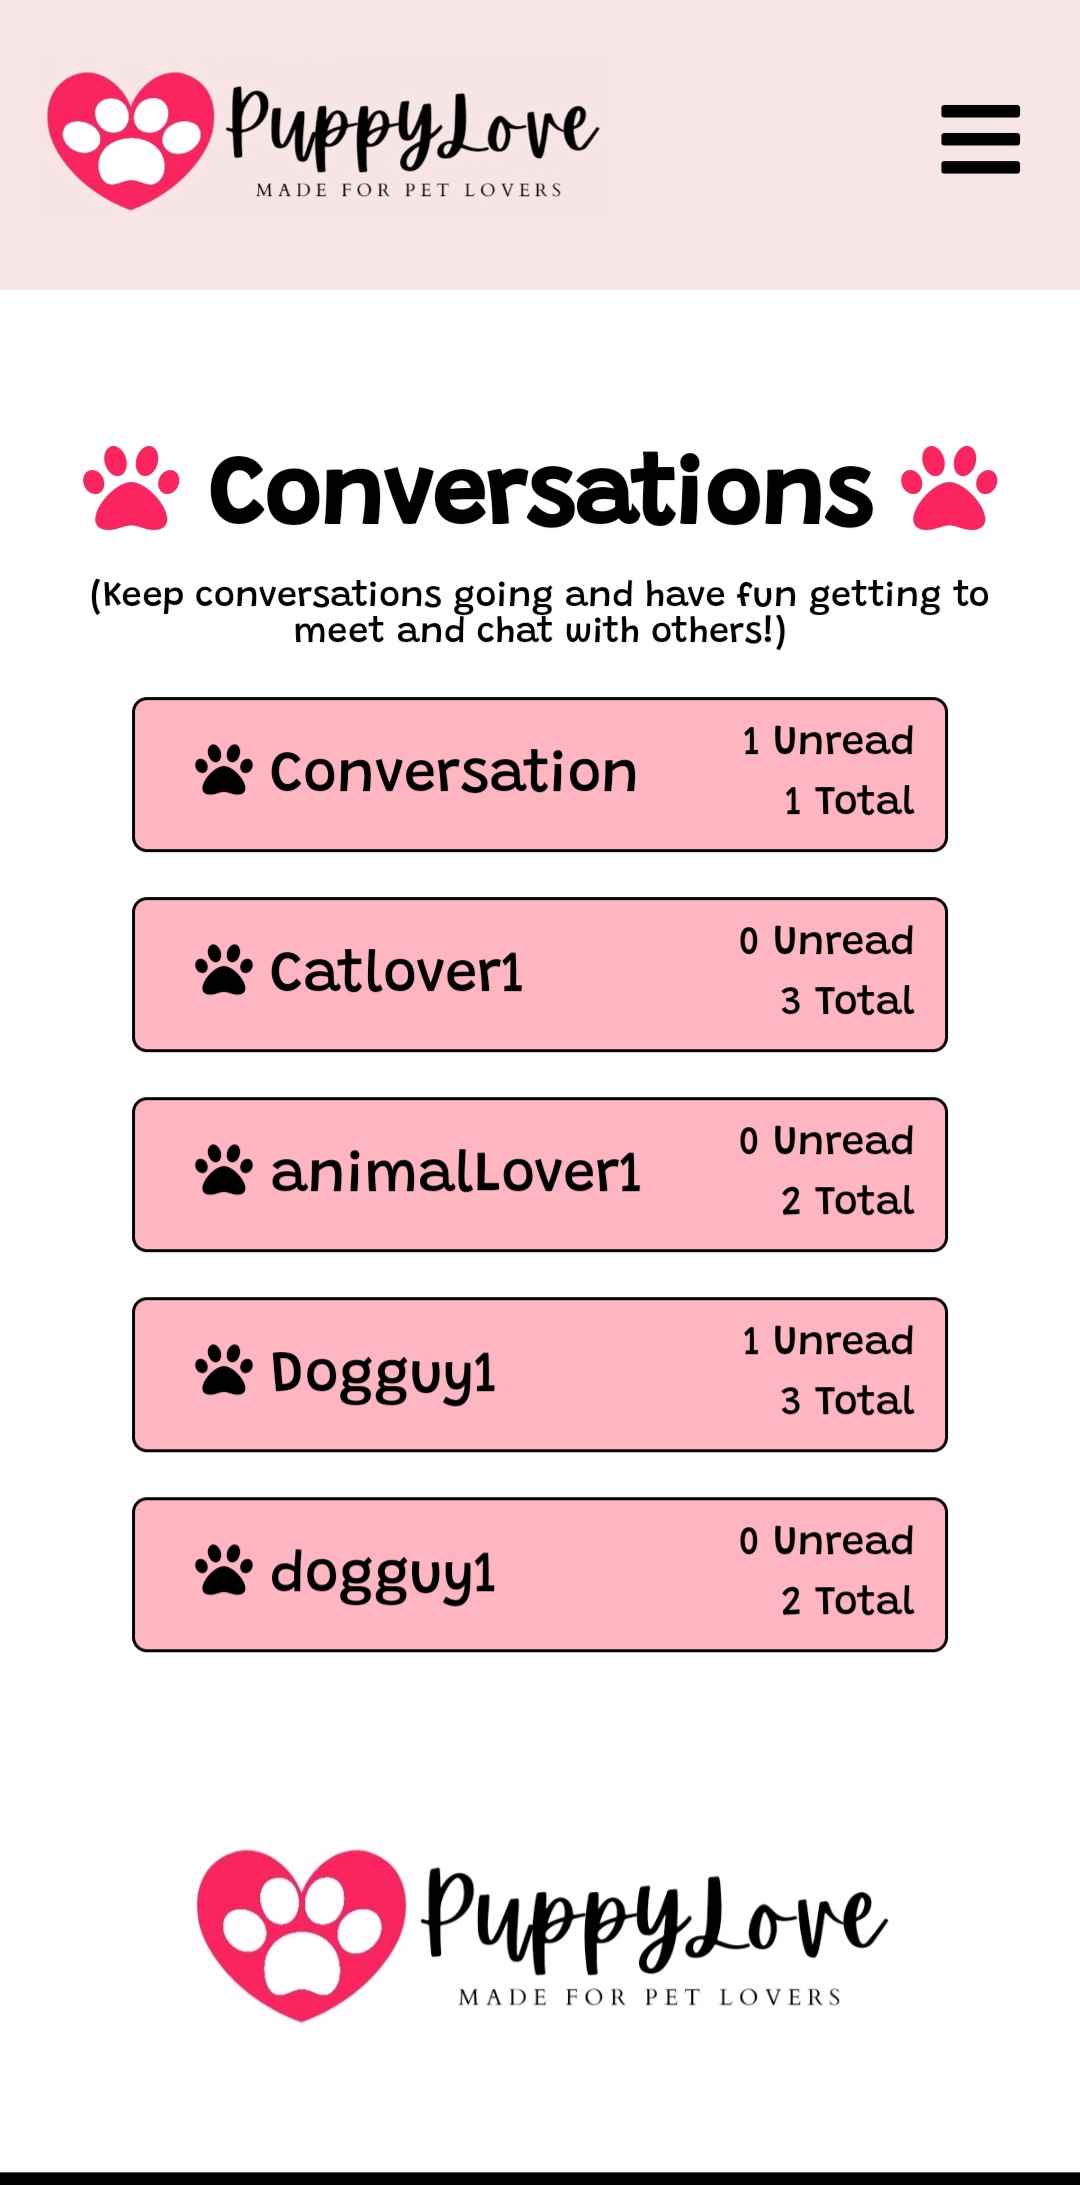 PuppyLove
MADE FOR PET LOVERS
Conversations
(Keep conversations going and have fun getting to
meet and chat with others!)
Conversation
1 Unread
1 Total
Catlover1
0 Unread
3 Total
animalLover1
0 Unread
2 Total
Dogguy1
1 Unread
3 Total
dogguy1
0 Unread
2 Total
PuppyLove
MADE FOR PET LOVERS